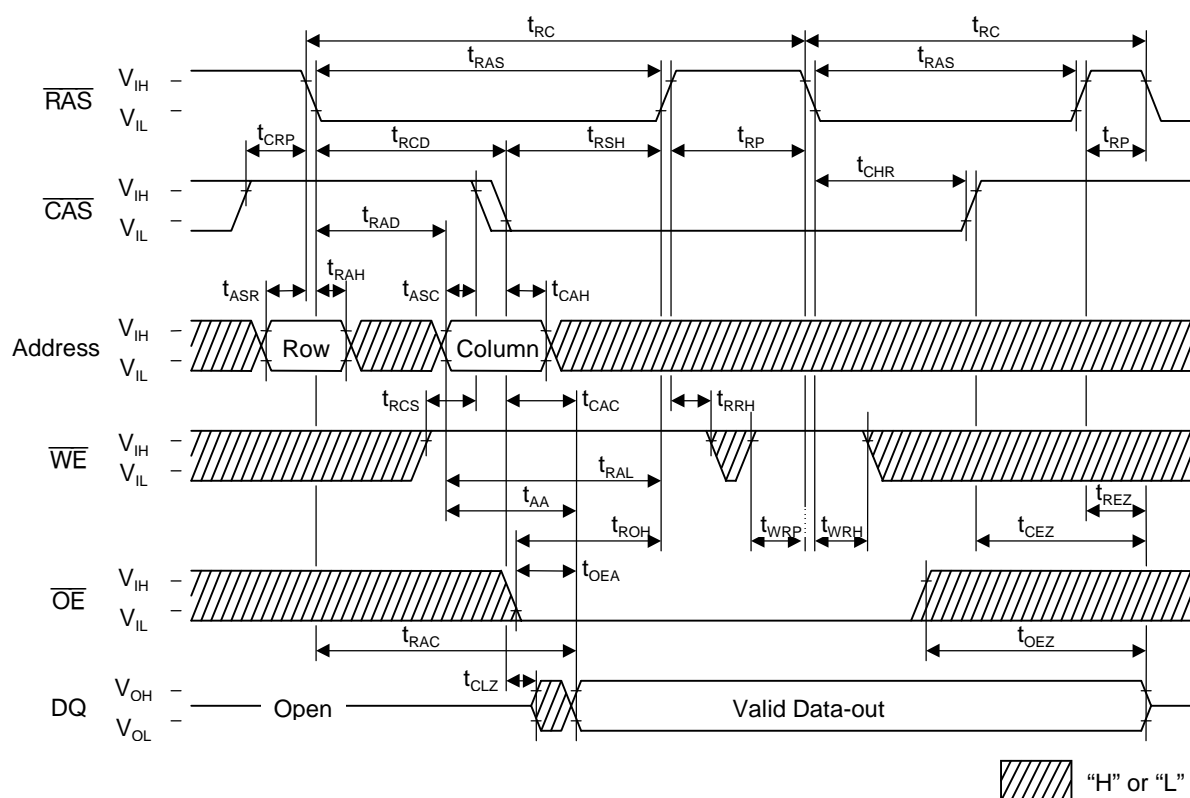 tRC tRC
tRAS tRAS
RAS VIH
VIL
tCRP tRCD tRSH tRP tRP
tCHR
CAS VIH
VIL
tRAD
tASR tRAH tASC tCAH
Address VIH
VIL
Row Column
tRCS tCAC tRRH
WE VIH
VIL
tRAL
tAA tREZ
tROH tWRP tWRH tCEZ
tOEA
OE VIH
VIL
tRAC tOEZ
tCLZ
DQ VOH
VOL
Open Valid Data-out
“H” or “L”